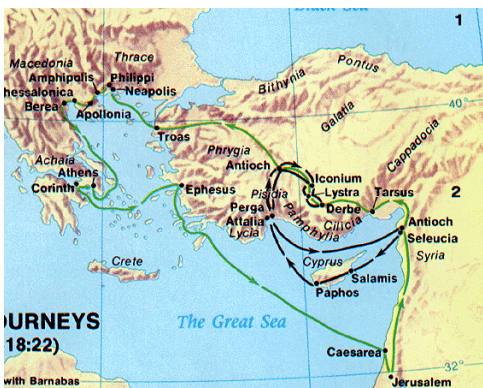 Black Sea
1
Macedonia
Thrace
Pontus
Amphipolis
Philippi
Bithynia
hessalonica
Neapolis
Berea
Apollonia
40°
Galatia
Troas
Cappadocia
Phrygia
Achaia
Antioch
Athens
Iconium
Corinth
Ephesus
Pisidia
Lystra
Tarsus
2
Perga
Derbe
Attalia
Pamphylia
Cilicia
Antioch
Lycia
Seleucia
Crete
Cyprus
Syria
Salamis
Paphos
OURNEYS
The Great Sea
18:22)
Caesarea
32°
with Barnabas
Jerusalem